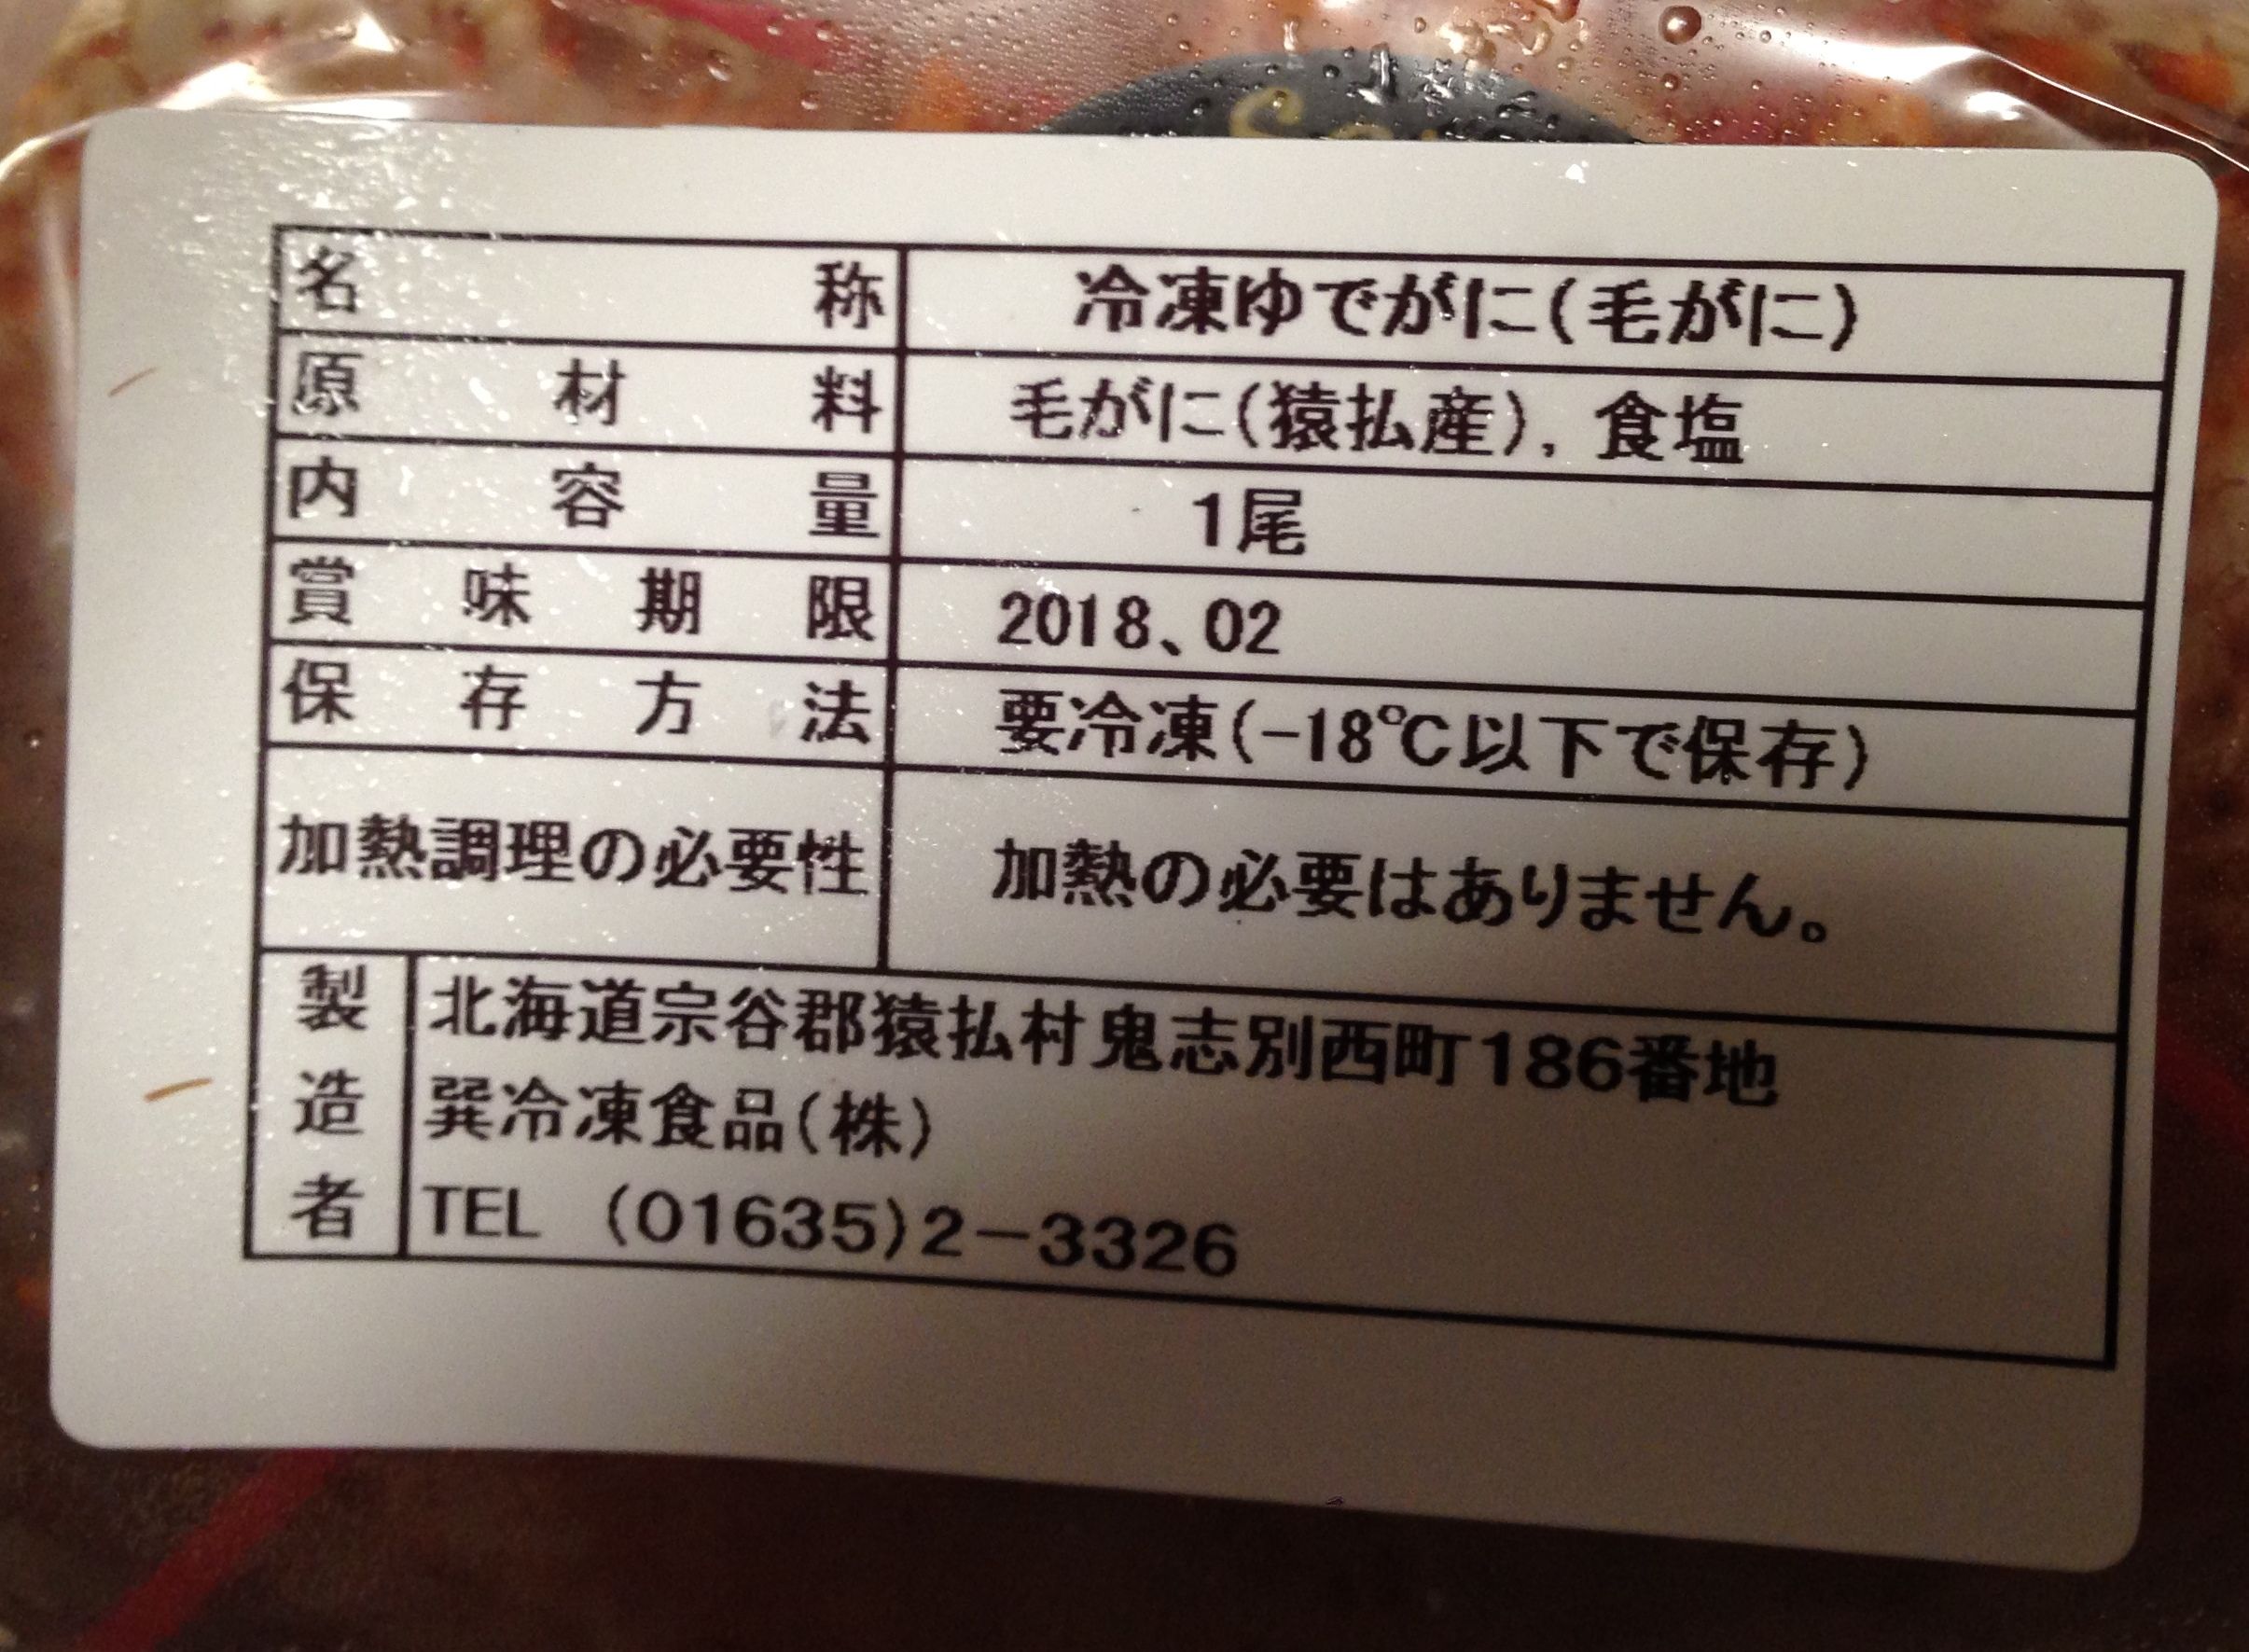 名称 冷凍ゆでがに(毛がに)
原材料 毛がに(猿払産), 食塩
内容量 1尾
賞味期限 2018、02
保存方法 要冷凍(-18℃以下で保存)
加熱調理の必要性 加熱の必要はありません。
製造者 北海道宗谷郡猿払村鬼志別西町186番地
巽冷凍食品(株)
TEL (01635)2-3326